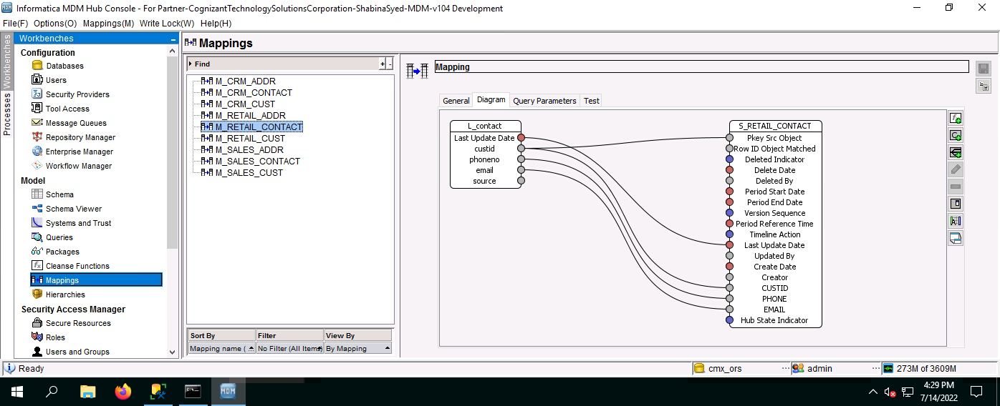 Informatica MDM Hub Console - For Partner-CognizantTechnologySolutionsCorporation-ShabinaSyed-MDM-v104 Development
File(F) Options(O) Mappings(M) Write Lock(W) Help(H)
Workbenches
Processes
Workbenches
Configuration
Databases
Users
Security Providers
Tool Access
Message Queues
Repository Manager
Enterprise Manager
Workflow Manager
Model
Schema
Schema Viewer
Systems and Trust
Queries
Packages
Cleanse Functions
Mappings
Hierarchies
Security Access Manager
Secure Resources
Roles
Users and Groups
Mappings
Find
+ -
M_CRM_ADDR
M_CRM_CONTACT
M_CRM_CUST
M_RETAIL_ADDR
M_RETAIL_CONTACT
M_RETAIL_CUST
M_SALES_ADDR
M_SALES_CONTACT
M_SALES_CUST
Sort By Filter View By
Mapping name ( ... No Filter (All Items) By Mapping
Mapping
General Diagram Query Parameters Test
L_contact
Last Update Date
custid
phoneno
email
source
S_RETAIL_CONTACT
Pkey Src Object
Row ID Object Matched
Deleted Indicator
Delete Date
Deleted By
Period Start Date
Period End Date
Version Sequence
Period Reference Time
Timeline Action
Last Update Date
Updated By
Create Date
Creator
CUSTID
PHONE
EMAIL
Hub State Indicator
Ready
cmx_ors ... admin ... 273M of 3609M
MDM
4:29 PM
7/14/2022